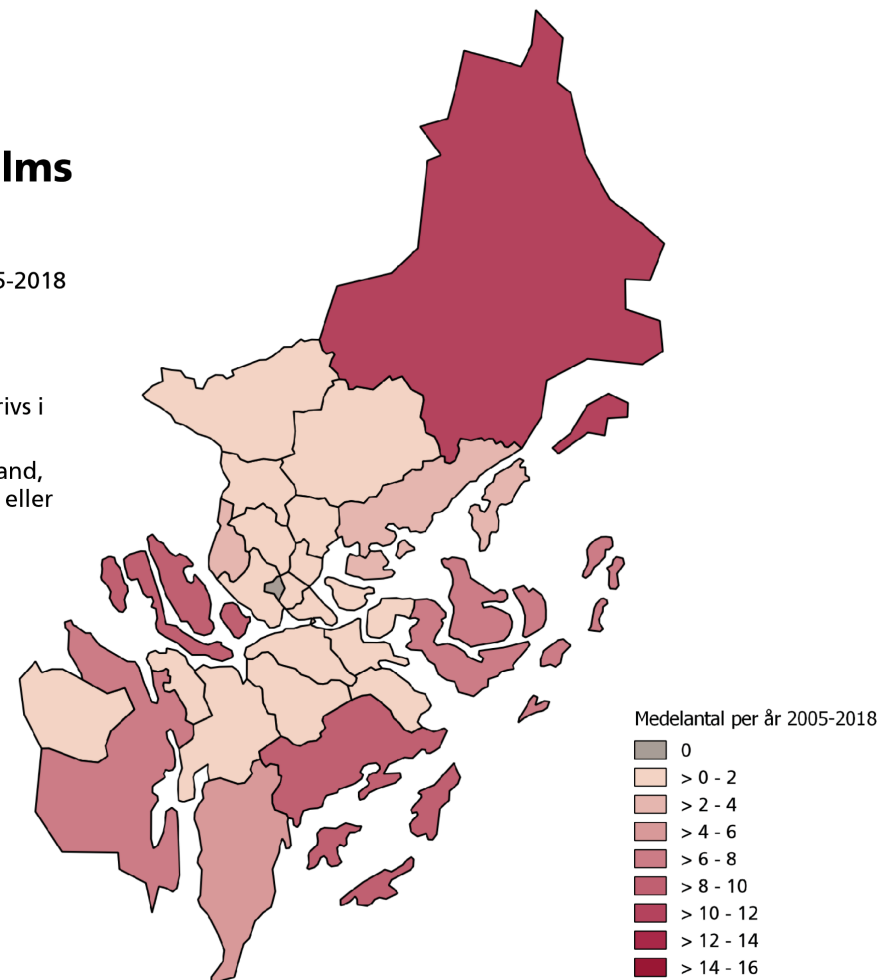 lms
5-2018
rivs i
and,
eller
Medelantal per år 2005-2018
0
> 0 - 2
> 2 - 4
> 4 - 6
> 6 - 8
> 8 - 10
> 10 - 12
> 12 - 14
> 14 - 16